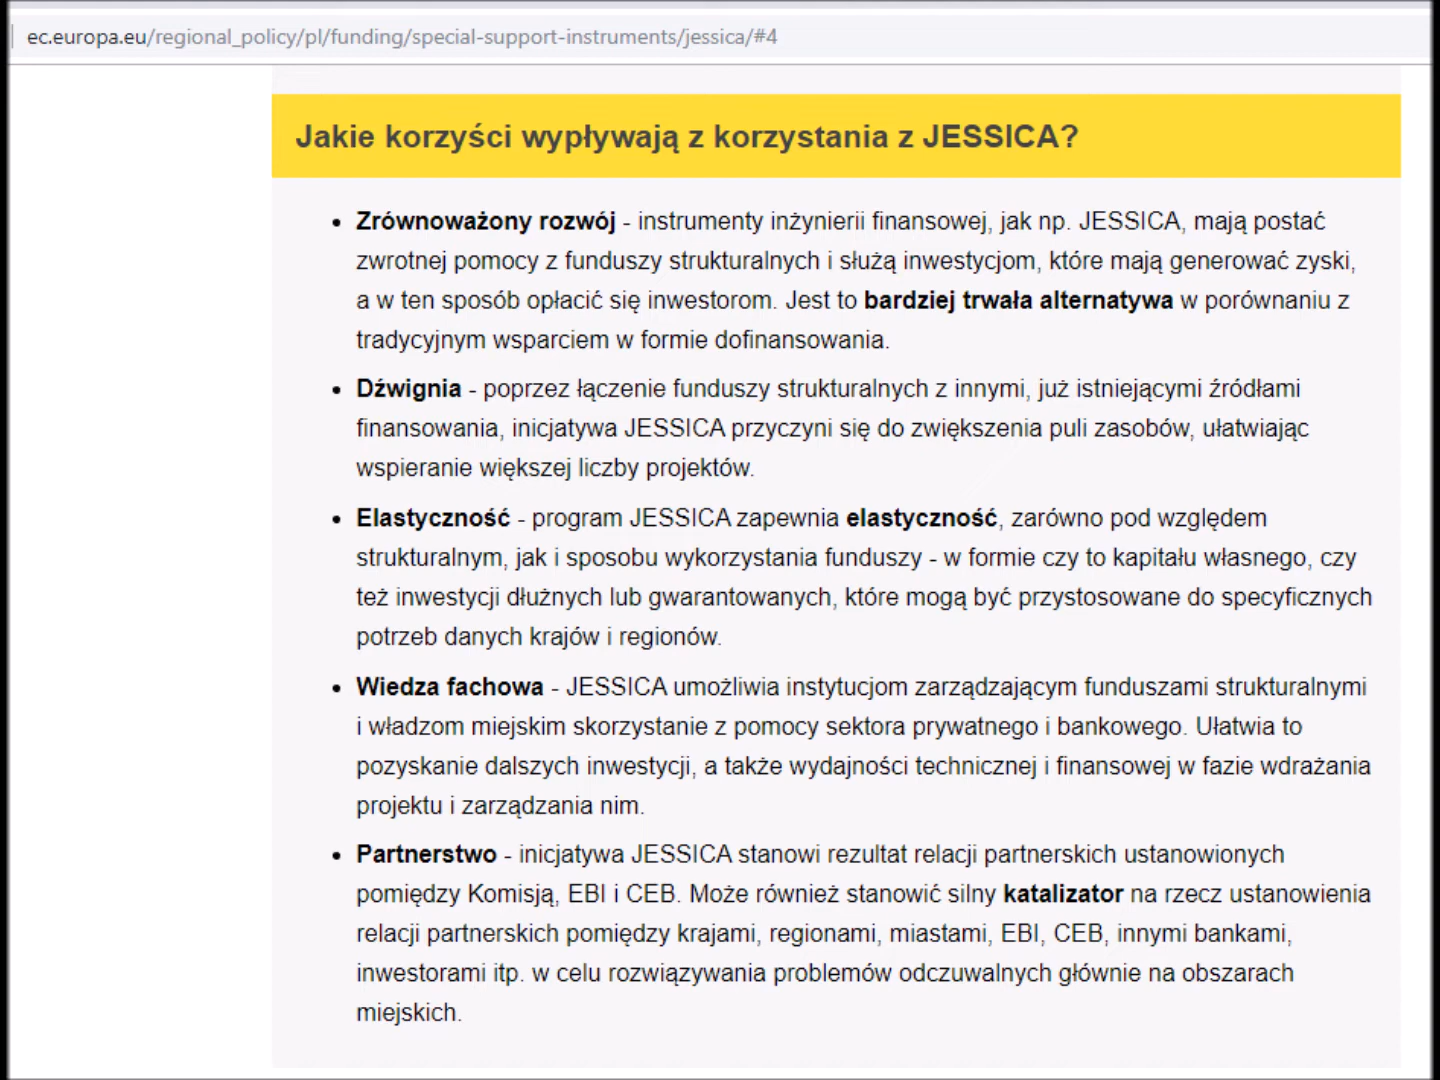 ec.europa.eu/regional_policy/pl/funding/special-support-instruments/jessica/#4
Jakie korzyści wypływają z korzystania z JESSICA?
• Zrównoważony rozwój - instrumenty inżynierii finansowej, jak np. JESSICA, mają postać
zwrotnej pomocy z funduszy strukturalnych i służą inwestycjom, które mają generować zyski,
a w ten sposób opłacić się inwestorom. Jest to bardziej trwała alternatywa w porównaniu z
tradycyjnym wsparciem w formie dofinansowania.
• Dźwignia - poprzez łączenie funduszy strukturalnych z innymi, już istniejącymi źródłami
finansowania, inicjatywa JESSICA przyczyni się do zwiększenia puli zasobów, ułatwiając
wspieranie większej liczby projektów.
• Elastyczność - program JESSICA zapewnia elastyczność, zarówno pod względem
strukturalnym, jak i sposobu wykorzystania funduszy - w formie czy to kapitału własnego, czy
też inwestycji dłużnych lub gwarantowanych, które mogą być przystosowane do specyficznych
potrzeb danych krajów i regionów.
• Wiedza fachowa - JESSICA umożliwia instytucjom zarządzającym funduszami strukturalnymi
i władzom miejskim skorzystanie z pomocy sektora prywatnego i bankowego. Ułatwia to
pozyskanie dalszych inwestycji, a także wydajności technicznej i finansowej w fazie wdrażania
projektu i zarządzania nim.
• Partnerstwo - inicjatywa JESSICA stanowi rezultat relacji partnerskich ustanowionych
pomiędzy Komisją, EBI i CEB. Może również stanowić silny katalizator na rzecz ustanowienia
relacji partnerskich pomiędzy krajami, regionami, miastami, EBI, CEB, innymi bankami,
inwestorami itp. w celu rozwiązywania problemów odczuwalnych głównie na obszarach
miejskich.